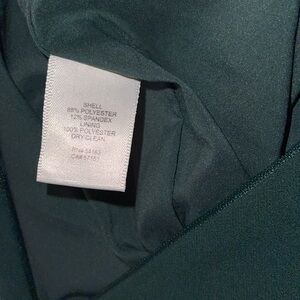 SHELL
88% POLYESTER
12% SPANDEX
LINING
100% POLYESTER
DRY CLEAN